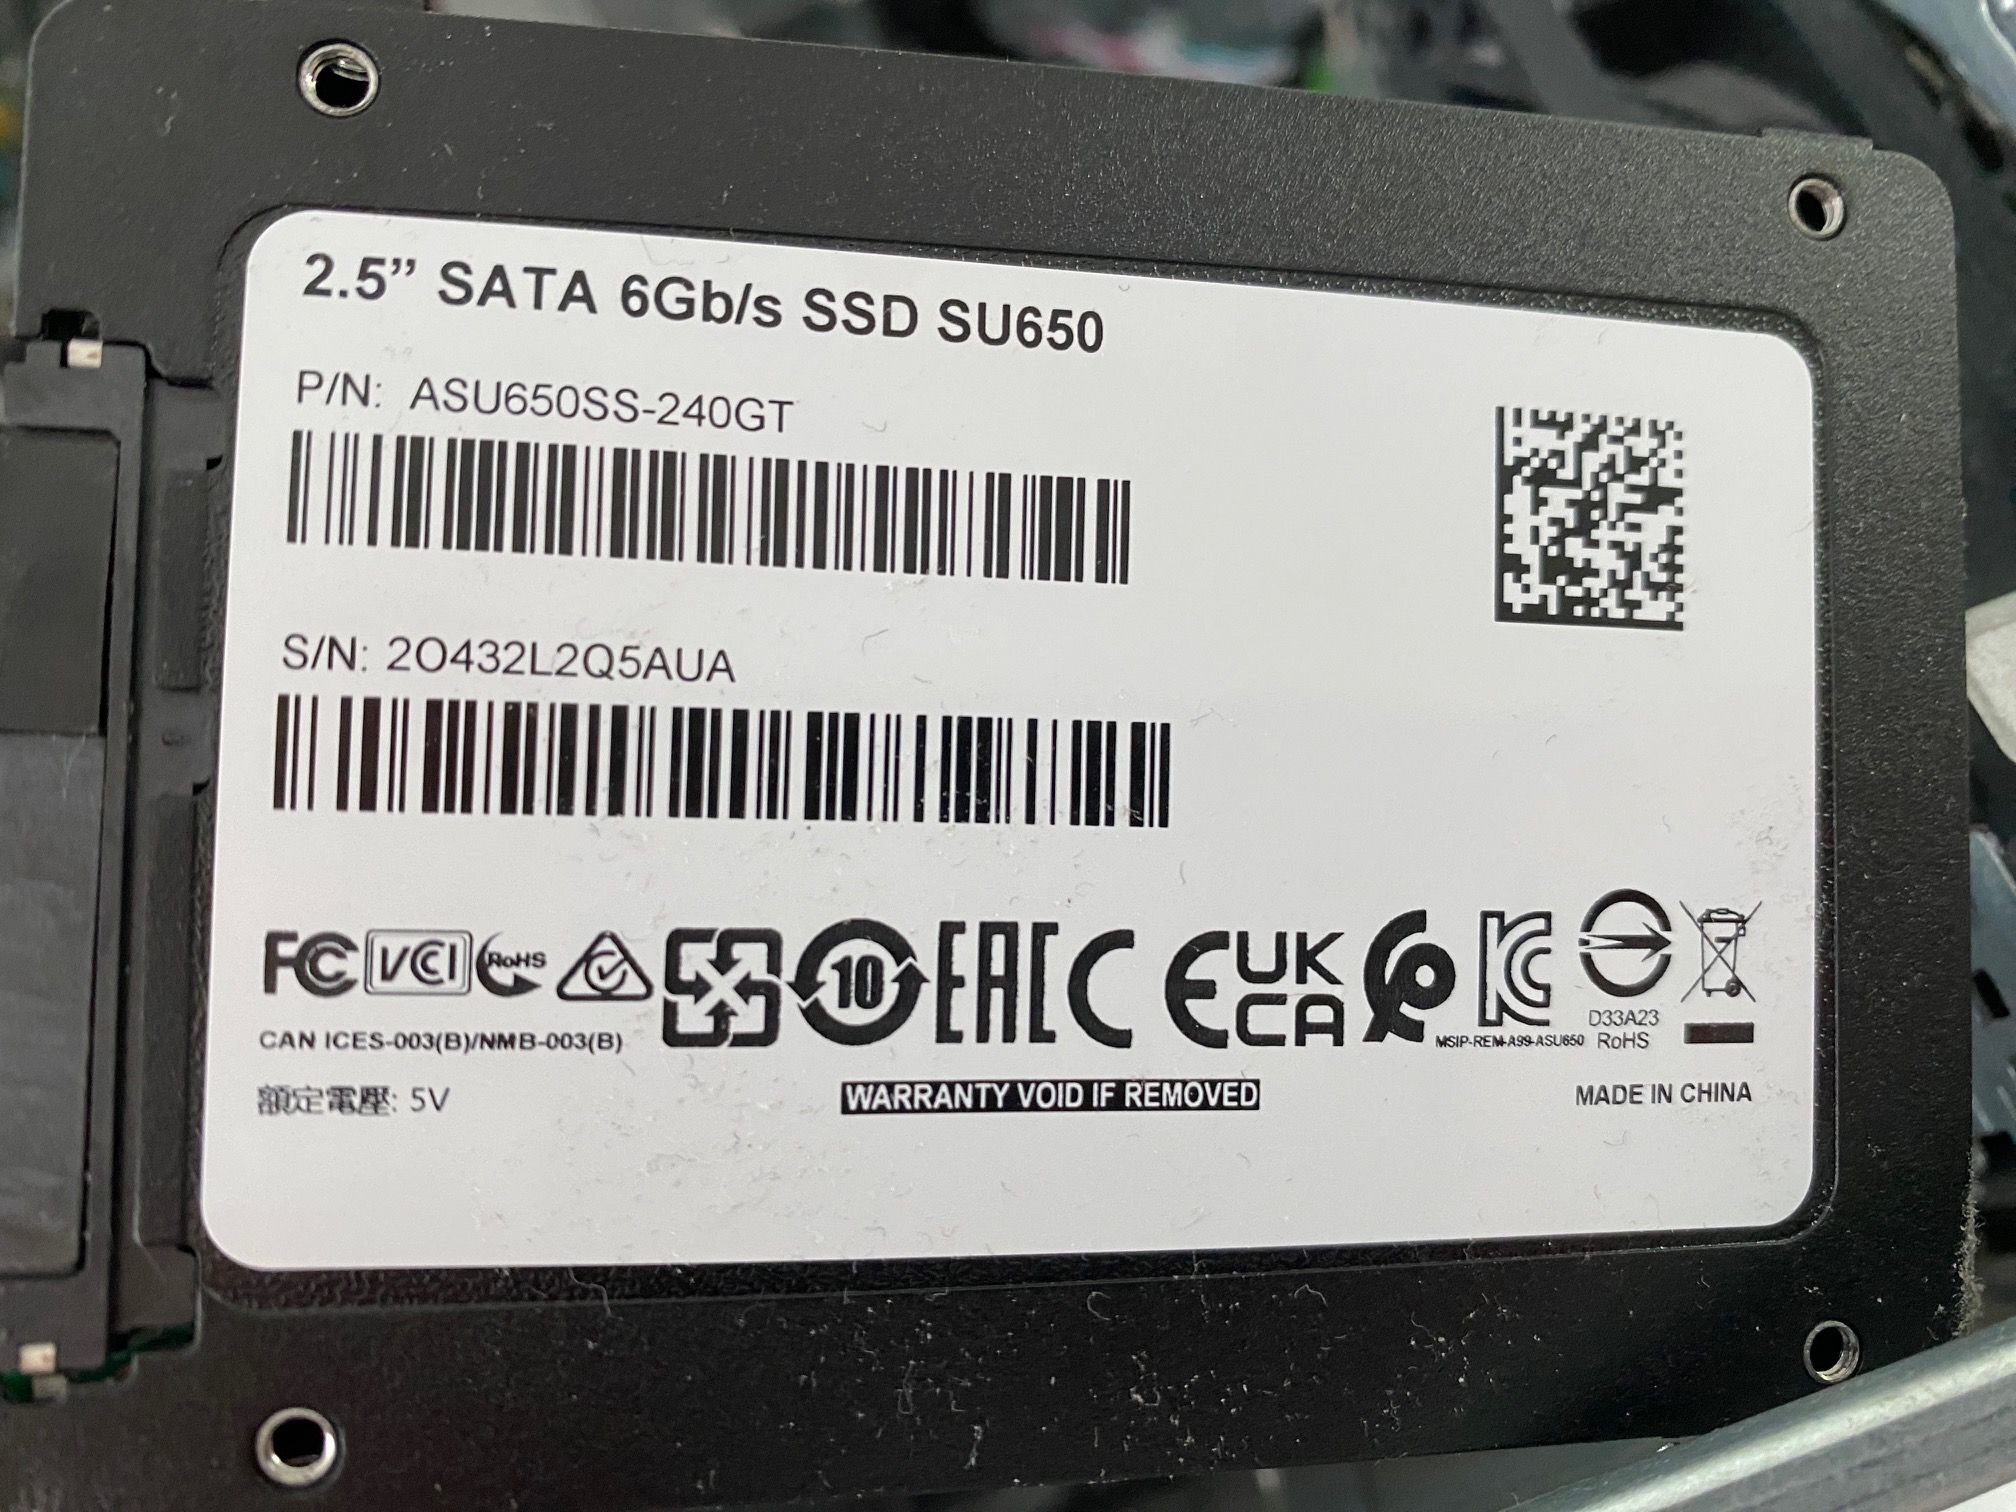 2.5” SATA 6Gb/s SSD SU650
P/N: ASU650SS-240GT
S/N: 2O432L2Q5AUA
FC VCCI RoHS 10 EAC CE UK CA
CAN ICES-003(B)/NMB-003(B)
MSIP-REM-A99-ASU650
D33A23
RoHS
額定電壓: 5V
WARRANTY VOID IF REMOVED
MADE IN CHINA